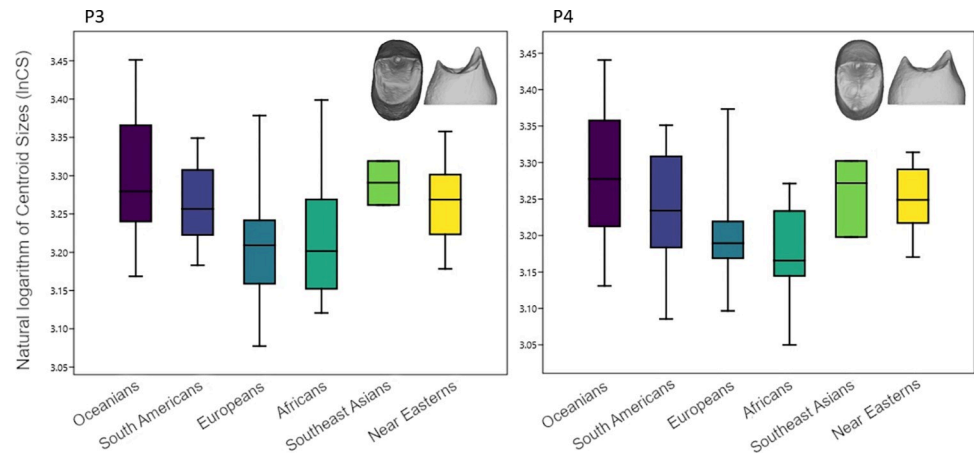 P3
P4
Natural logarithm of Centroid Sizes (lnCS)
3.45
3.40
3.35
3.30
3.25
3.20
3.15
3.10
3.05
3.45
3.40
3.35
3.30
3.25
3.20
3.15
3.10
3.05
Oceanians
South Americans
Europeans
Africans
Southeast Asians
Near Easterns
Oceanians
South Americans
Europeans
Africans
Southeast Asians
Near Easterns